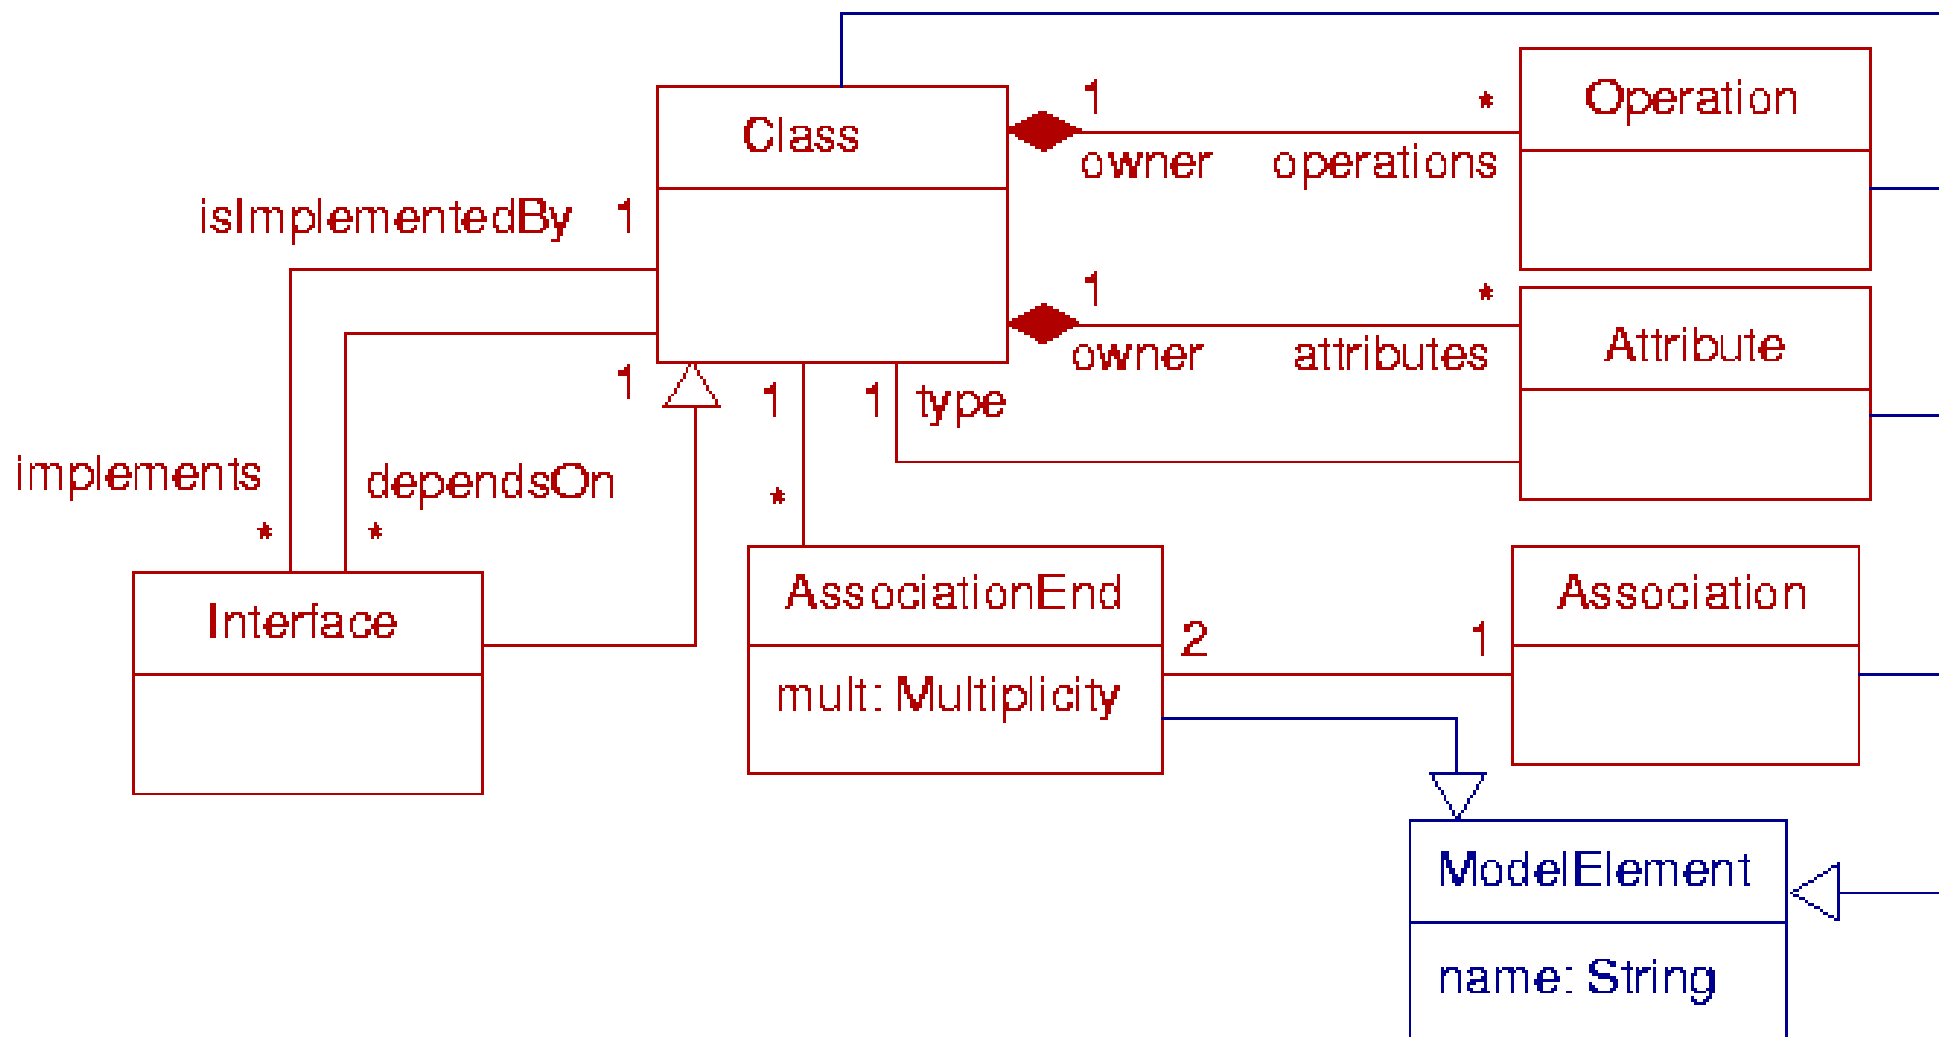 1
*
Operation
Class
owner
operations
isImplementedBy
1
1
*
owner
attributes
Attribute
1
1
1
type
implements
dependsOn
*
*
*
Interface
AssociationEnd
Association
2
1
mult: Multiplicity
ModelElement
name: String